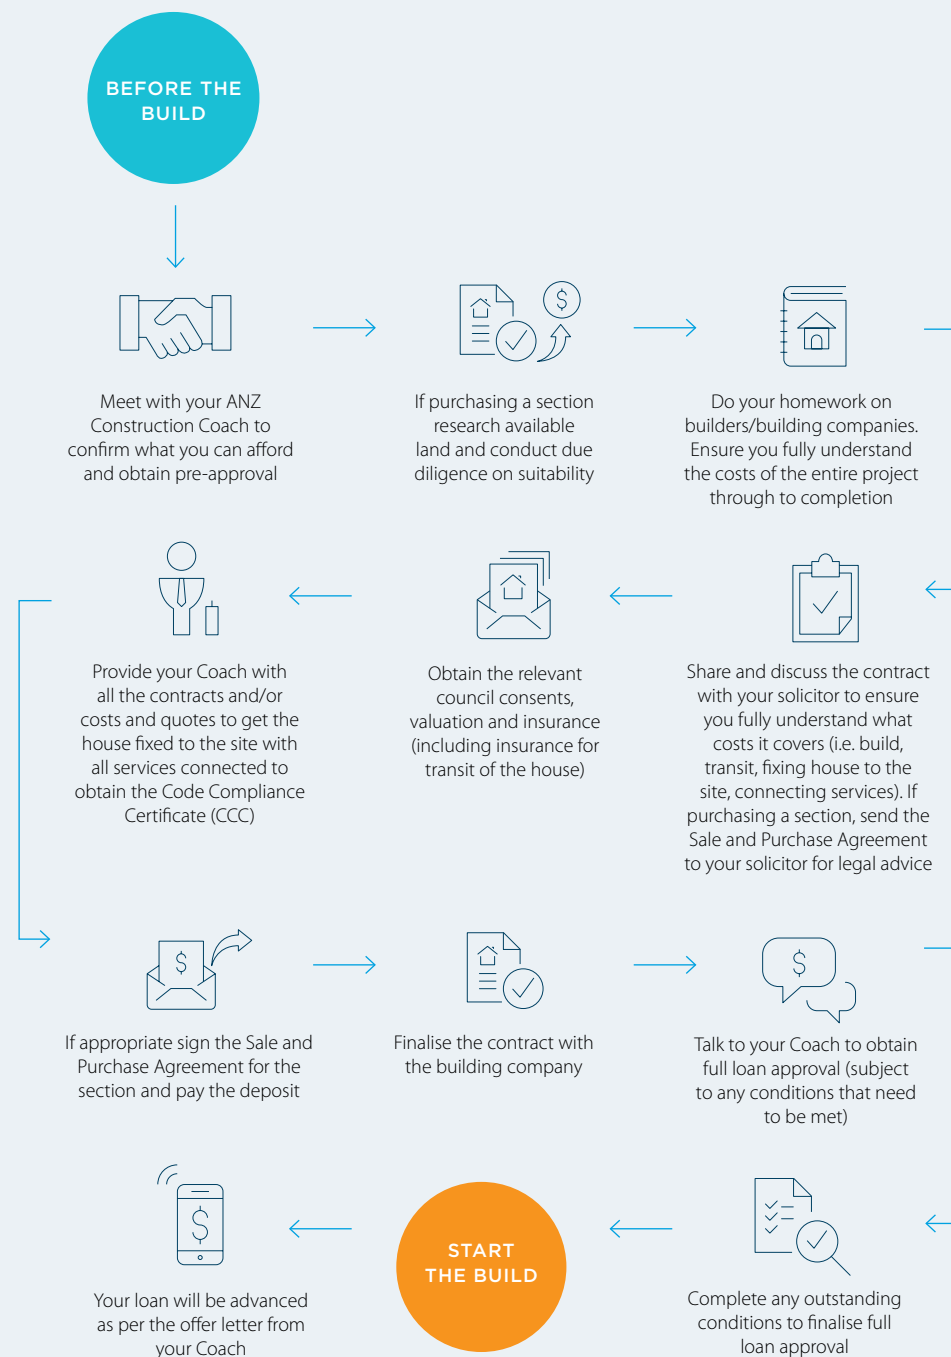 BEFORE THE
BUILD
Meet with your ANZ
Construction Coach to
confirm what you can afford
and obtain pre-approval
If purchasing a section
research available
land and conduct due
diligence on suitability
Do your homework on
builders/building companies.
Ensure you fully understand
the costs of the entire project
through to completion
Share and discuss the contract
with your solicitor to ensure
you fully understand what
costs it covers (i.e. build,
transit, fixing house to the
site, connecting services). If
purchasing a section, send the
Sale and Purchase Agreement
to your solicitor for legal advice
Obtain the relevant
council consents,
valuation and insurance
(including insurance for
transit of the house)
Provide your Coach with
all the contracts and/or
costs and quotes to get the
house fixed to the site with
all services connected to
obtain the Code Compliance
Certificate (CCC)
If appropriate sign the Sale and
Purchase Agreement for the
section and pay the deposit
Finalise the contract with
the building company
Talk to your Coach to obtain
full loan approval (subject
to any conditions that need
to be met)
Complete any outstanding
conditions to finalise full
loan approval
START
THE BUILD
Your loan will be advanced
as per the offer letter from
your Coach